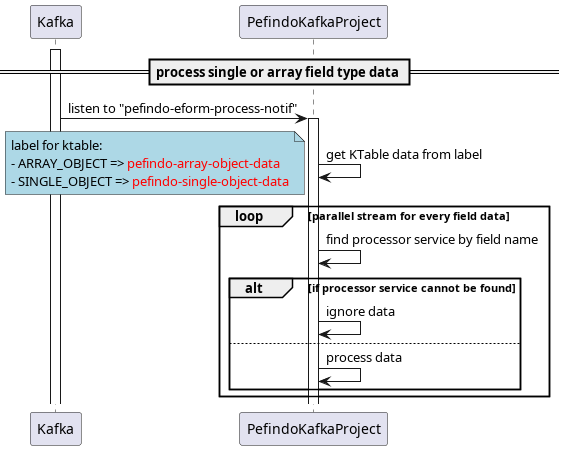 Kafka
PefindoKafkaProject
process single or array field type data
listen to "pefindo-eform-process-notif"
label for ktable:
- ARRAY_OBJECT => pefindo-array-object-data
- SINGLE_OBJECT => pefindo-single-object-data
get KTable data from label
loop [parallel stream for every field data]
find processor service by field name
alt [if processor service cannot be found]
ignore data
process data
Kafka
PefindoKafkaProject